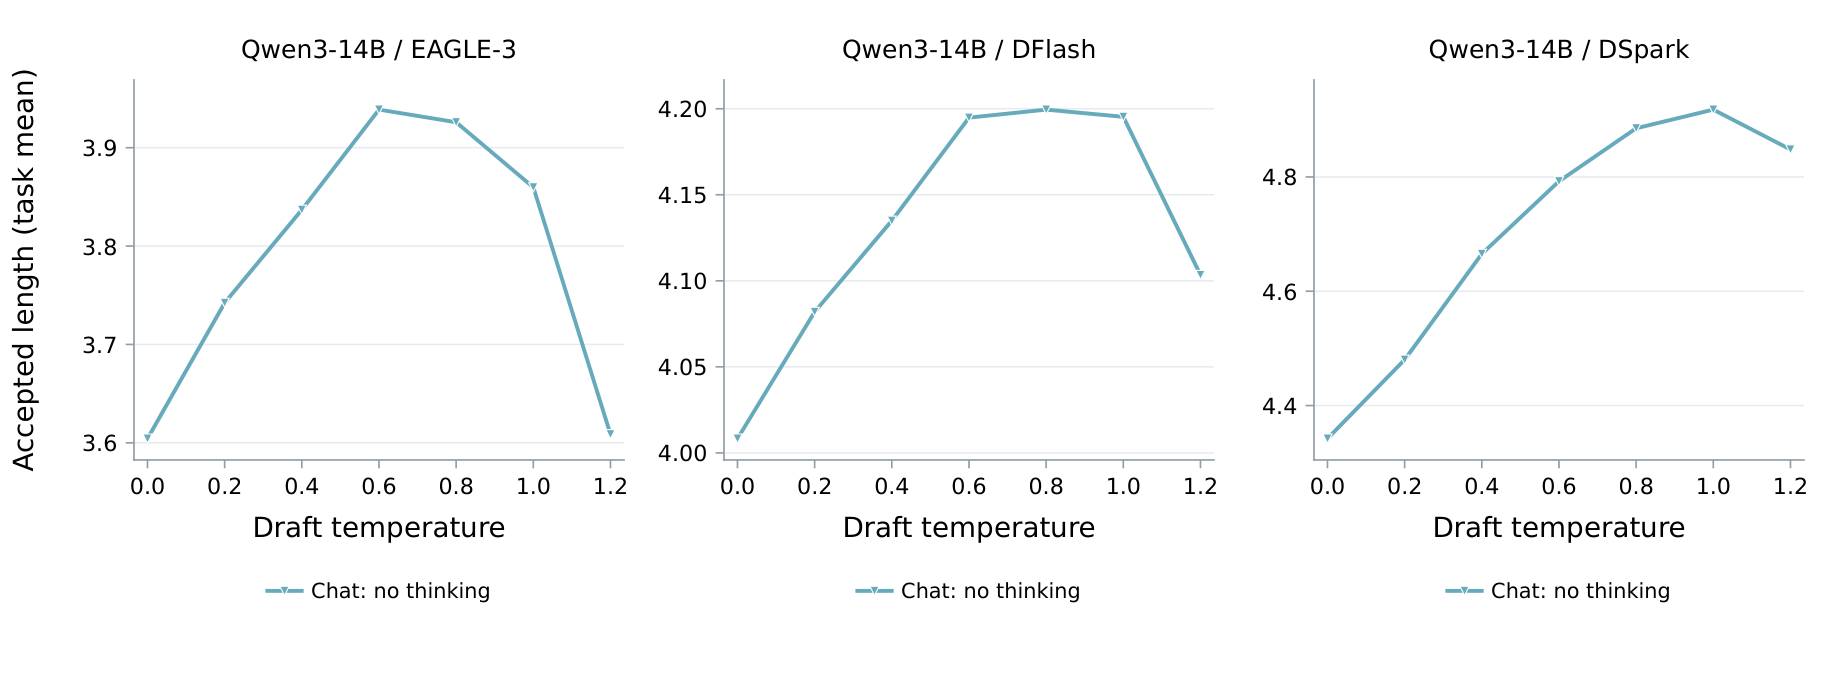 Qwen3-14B / EAGLE-3
Accepted length (task mean)
3.9
3.8
3.7
3.6
0.0 0.2 0.4 0.6 0.8 1.0 1.2
Draft temperature
Chat: no thinking
Qwen3-14B / DFlash
4.20
4.15
4.10
4.05
4.00
0.0 0.2 0.4 0.6 0.8 1.0 1.2
Draft temperature
Chat: no thinking
Qwen3-14B / DSpark
4.8
4.6
4.4
0.0 0.2 0.4 0.6 0.8 1.0 1.2
Draft temperature
Chat: no thinking